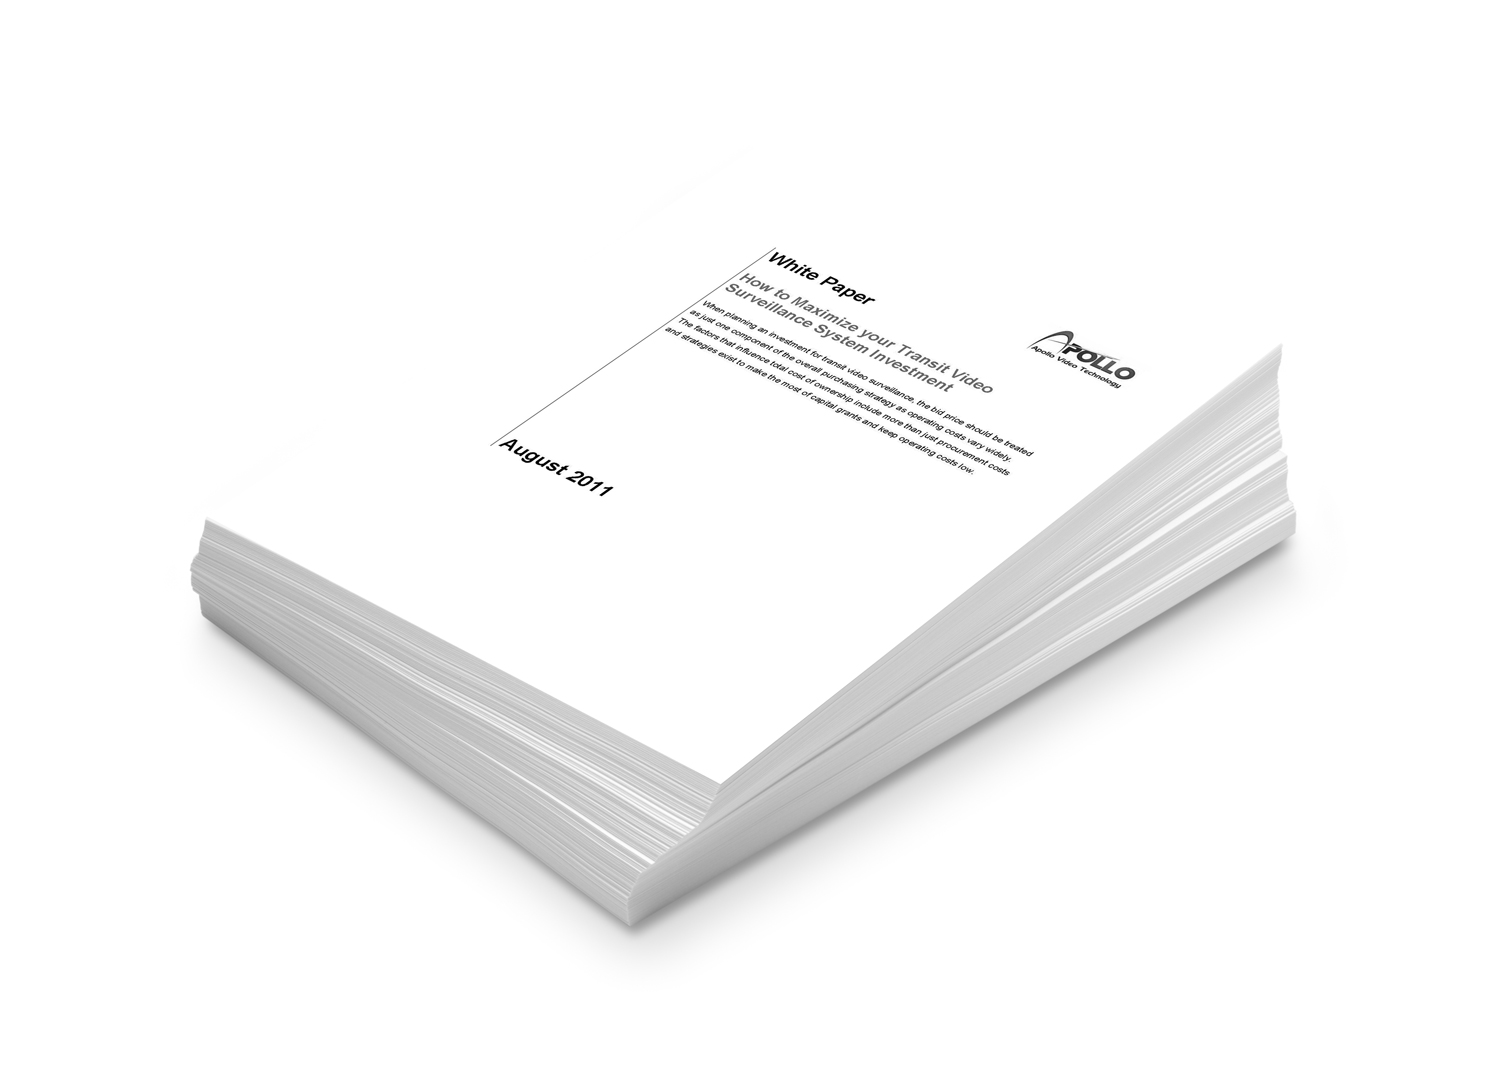 White Paper
How to Maximize your Transit Video
Surveillance System Investment
When planning an investment for transit video surveillance, the bid price should be treated
as just one component of the overall purchasing strategy as operating costs vary widely.
The factors that influence total cost of ownership include more than just procurement costs
and strategies exist to make the most of capital grants and keep operating costs low.
August 2011
APOLLO
Apollo Video Technology